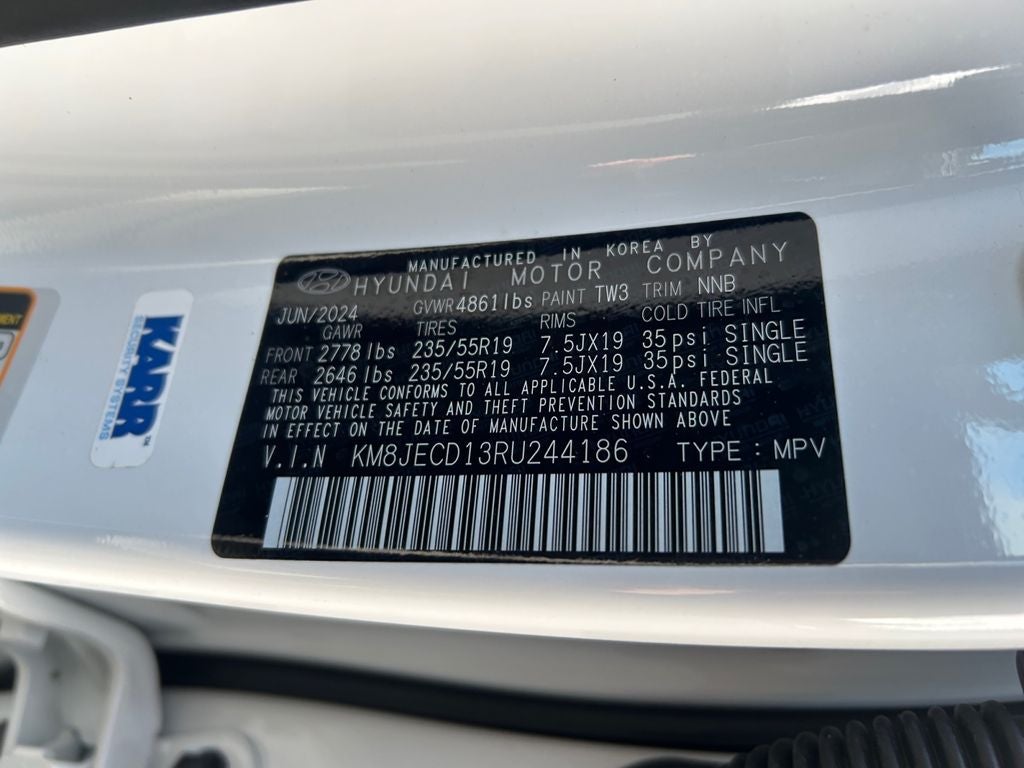 MANUFACTURED IN KOREA BY
HYUNDAI MOTOR COMPANY
JUN/2024 GVWR 4861lbs PAINT TW3 TRIM NNB
GAWR TIRES RIMS COLD TIRE INFL
FRONT 2778 lbs 235/55R19 7.5JX19 35psi SINGLE
REAR 2646 lbs 235/55R19 7.5JX19 35psi SINGLE
THIS VEHICLE CONFORMS TO ALL APPLICABLE U.S.A. FEDERAL
MOTOR VEHICLE SAFETY AND THEFT PREVENTION STANDARDS
IN EFFECT ON THE DATE OF MANUFACTURE SHOWN ABOVE
V.I.N KM8JECD13RU244186 TYPE : MPV
KARR™
SECURITY SYSTEMS